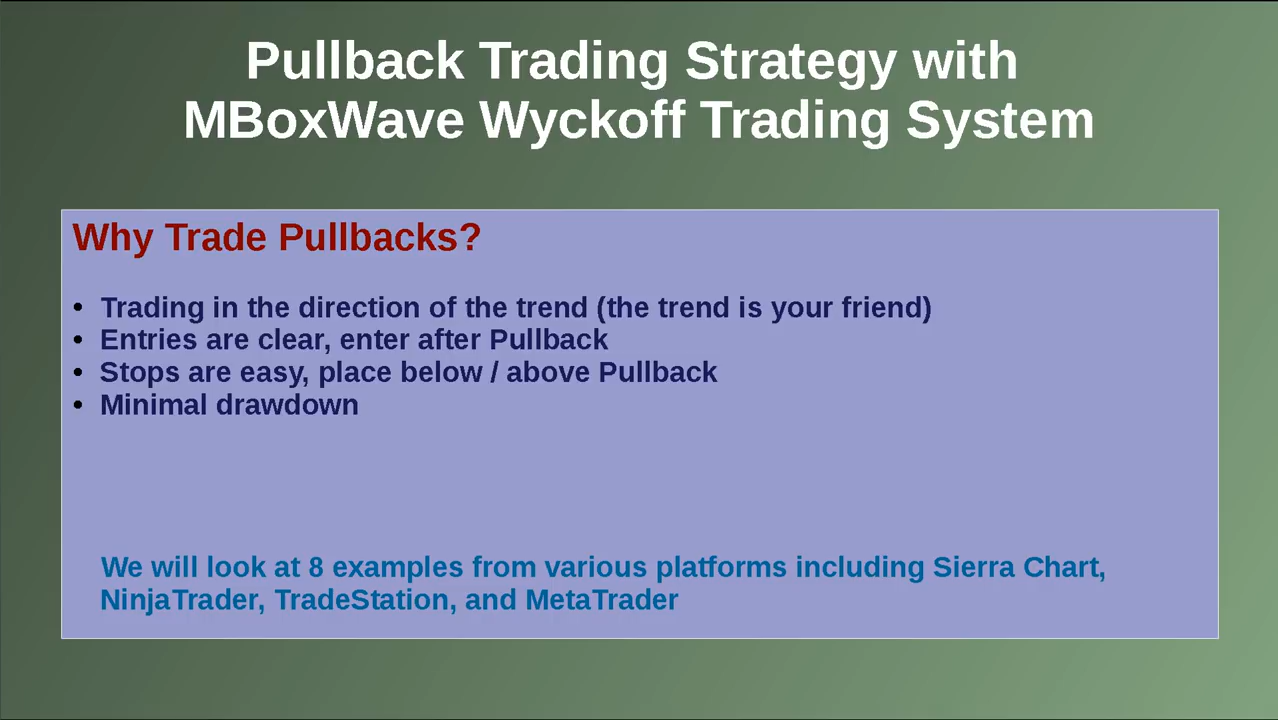 Pullback Trading Strategy with
MBoxWave Wyckoff Trading System
Why Trade Pullbacks?
• Trading in the direction of the trend (the trend is your friend)
• Entries are clear, enter after Pullback
• Stops are easy, place below / above Pullback
• Minimal drawdown
We will look at 8 examples from various platforms including Sierra Chart,
NinjaTrader, TradeStation, and MetaTrader